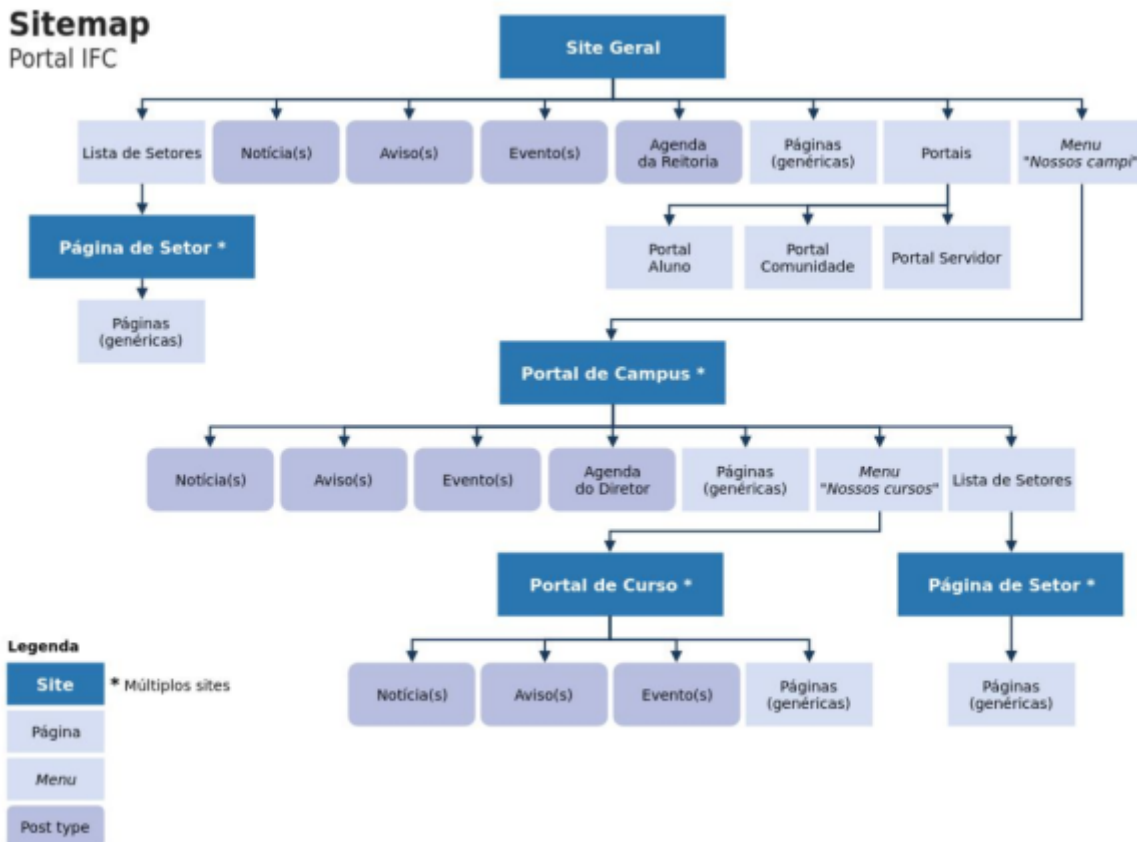 Sitemap
Portal IFC
Site Geral
Lista de Setores
Notícia(s)
Aviso(s)
Evento(s)
Agenda
da Reitoria
Páginas
(genéricas)
Portais
Menu
"Nossos campi"
Página de Setor *
Portal
Aluno
Portal
Comunidade
Portal Servidor
Páginas
(genéricas)
Portal de Campus *
Notícia(s)
Aviso(s)
Evento(s)
Agenda
do Diretor
Páginas
(genéricas)
Menu
"Nossos cursos"
Lista de Setores
Portal de Curso *
Página de Setor *
Notícia(s)
Aviso(s)
Evento(s)
Páginas
(genéricas)
Páginas
(genéricas)
Legenda
Site
* Múltiplos sites
Página
Menu
Post type